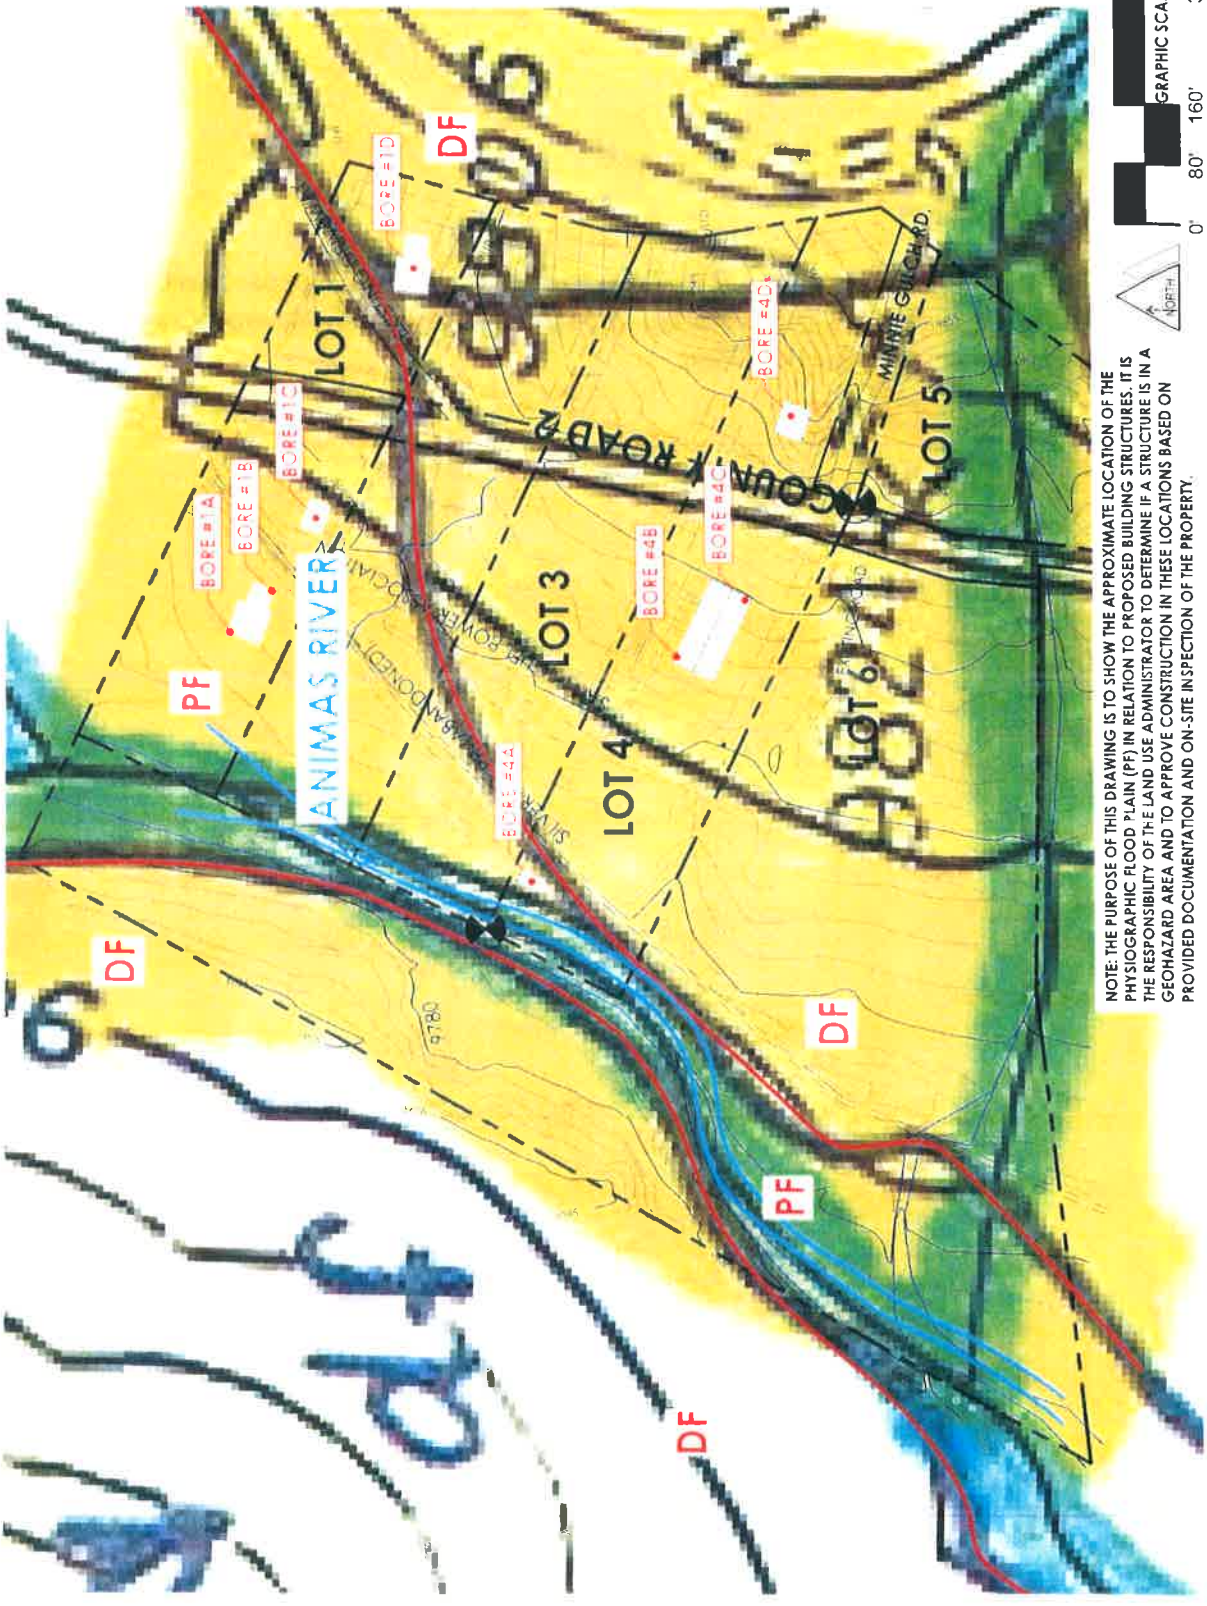 DF
BORE #1D
LOT 1
BORE #1C
BORE #1B
BORE #1A
PF
ANIMAS RIVER
COUNTY ROAD 2
BORE #4D
MINNIE GULCH RD.
LOT 5
BORE #4C
BORE #4B
LOT 3
LOT 4
LOT 6
BORE #4A
SILVER
DF
9780
DF
PF
DF
NORTH
0' 80' 160'
GRAPHIC SCA
NOTE: THE PURPOSE OF THIS DRAWING IS TO SHOW THE APPROXIMATE LOCATION OF THE
PHYSIOGRAPHIC FLOOD PLAIN (PF) IN RELATION TO PROPOSED BUILDING STRUCTURES. IT IS
THE RESPONSIBILITY OF THE LAND USE ADMINISTRATOR TO DETERMINE IF A STRUCTURE IS IN A
GEOHAZARD AREA AND TO APPROVE CONSTRUCTION IN THESE LOCATIONS BASED ON
PROVIDED DOCUMENTATION AND ON-SITE INSPECTION OF THE PROPERTY.